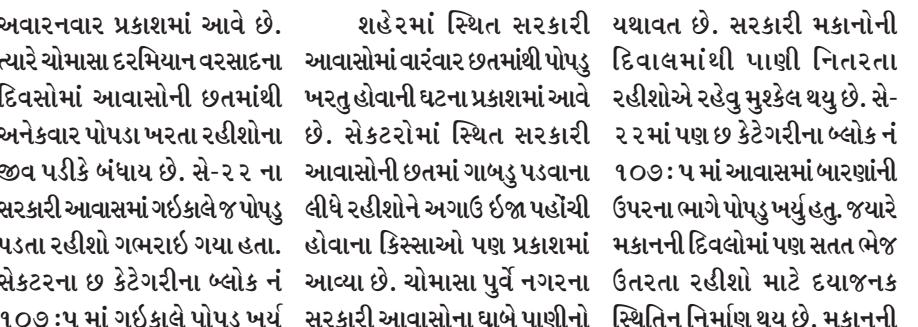 અવારનવાર પ્રકાશમાં આવે છે.
ત્યારે ચોમાસા દરમિયાન વરસાદના
દિવસોમાં આવાસોની છતમાંથી
અનેકવાર પોપડા ખરતા રહીશોના
જીવ પડીકે બંધાય છે. સે-૨૨ ના
સરકારી આવાસમાં ગઇકાલે જ પોપડુ
પડતા રહીશો ગભરાઇ ગયા હતા.
સેકટરના છ કેટેગરીના બ્લોક નં
૧૦૭:૫ માં ગઇકાલે પોપડુ ખર્યુ
શહેરમાં સ્થિત સરકારી
આવાસોમાં વારંવાર છતમાંથી પોપડુ
ખરતુ હોવાની ઘટના પ્રકાશમાં આવે
છે. સેકટરોમાં સ્થિત સરકારી
આવાસોની છતમાં ગાબડુ પડવાના
લીધે રહીશોને અગાઉ ઇજા પહોંચી
હોવાના કિસ્સાઓ પણ પ્રકાશમાં
આવ્યા છે. ચોમાસા પુર્વે નગરના
સરકારી આવાસોના ધાબે પાણીનો
યથાવત છે. સરકારી મકાનોની
દિવાલમાંથી પાણી નિતરતા
રહીશોએ રહેવુ મુશ્કેલ થયુ છે. સે-
૨૨માં પણ છ કેટેગરીના બ્લોક નં
૧૦૭:૫ માં આવાસમાં બારણાંની
ઉપરના ભાગે પોપડુ ખર્યુ હતુ. જયારે
મકાનની દિવલોમાં પણ સતત ભેજ
ઉતરતા રહીશો માટે દયાજનક
સ્થિતિનુ નિર્માણ થયુ છે. મકાનની